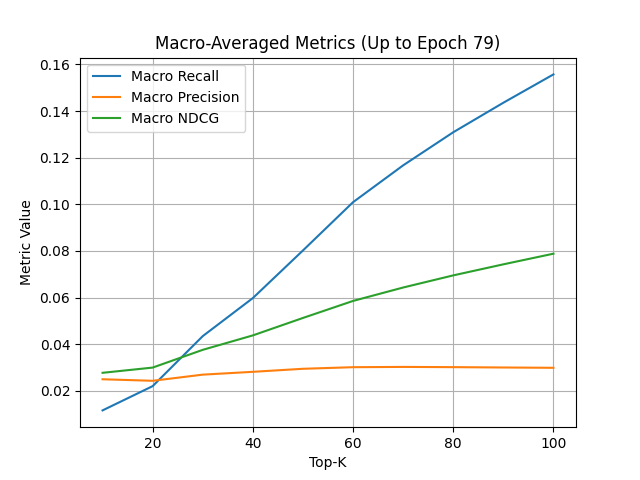 Macro-Averaged Metrics (Up to Epoch 79)
Macro Recall
Macro Precision
Macro NDCG
Metric Value
0.16
0.14
0.12
0.10
0.08
0.06
0.04
0.02
20 40 60 80 100
Top-K